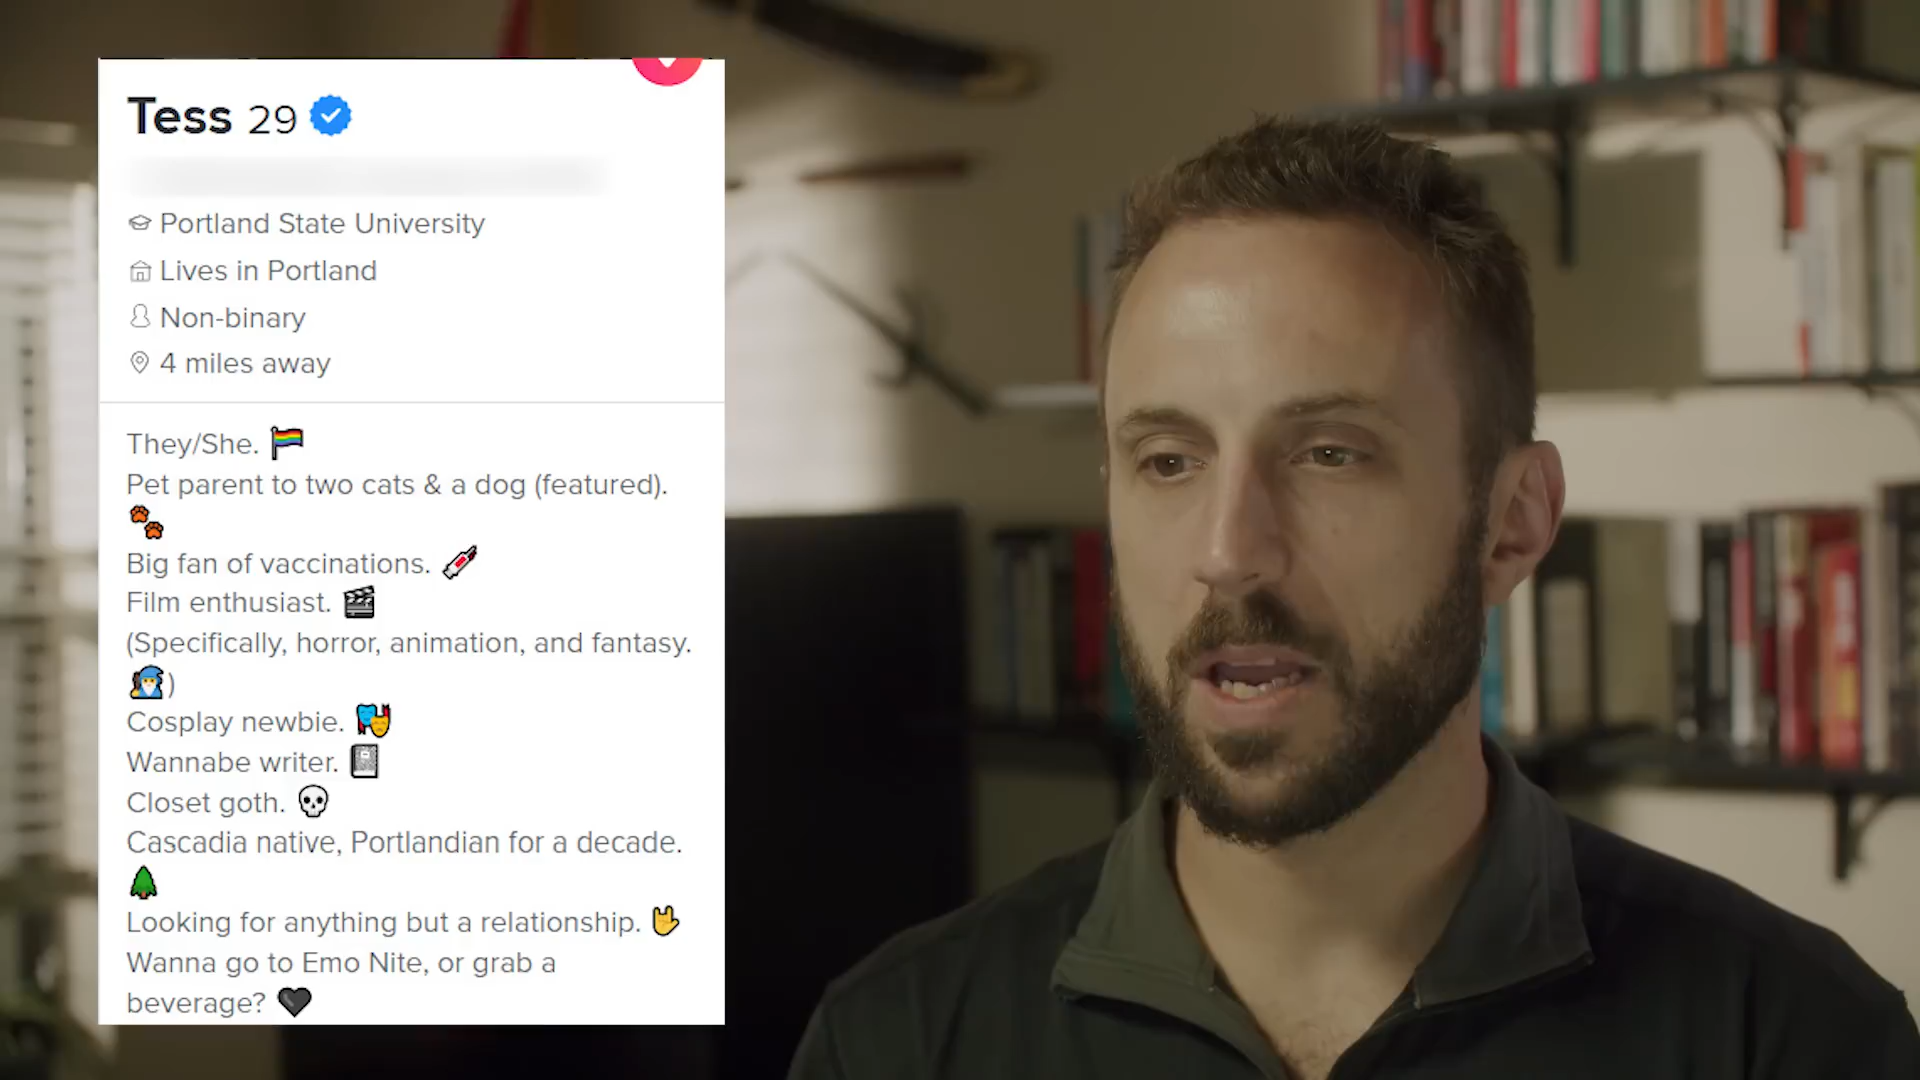 Tess 29
Portland State University
Lives in Portland
Non-binary
4 miles away
They/She. 🏳️‍🌈
Pet parent to two cats & a dog (featured).
🐾
Big fan of vaccinations. 💉
Film enthusiast. 🎬
(Specifically, horror, animation, and fantasy.
🧙‍♂️)
Cosplay newbie. 🎭
Wannabe writer. 📓
Closet goth. 💀
Cascadia native, Portlandian for a decade.
🌲
Looking for anything but a relationship. 🤟
Wanna go to Emo Nite, or grab a
beverage? 🖤